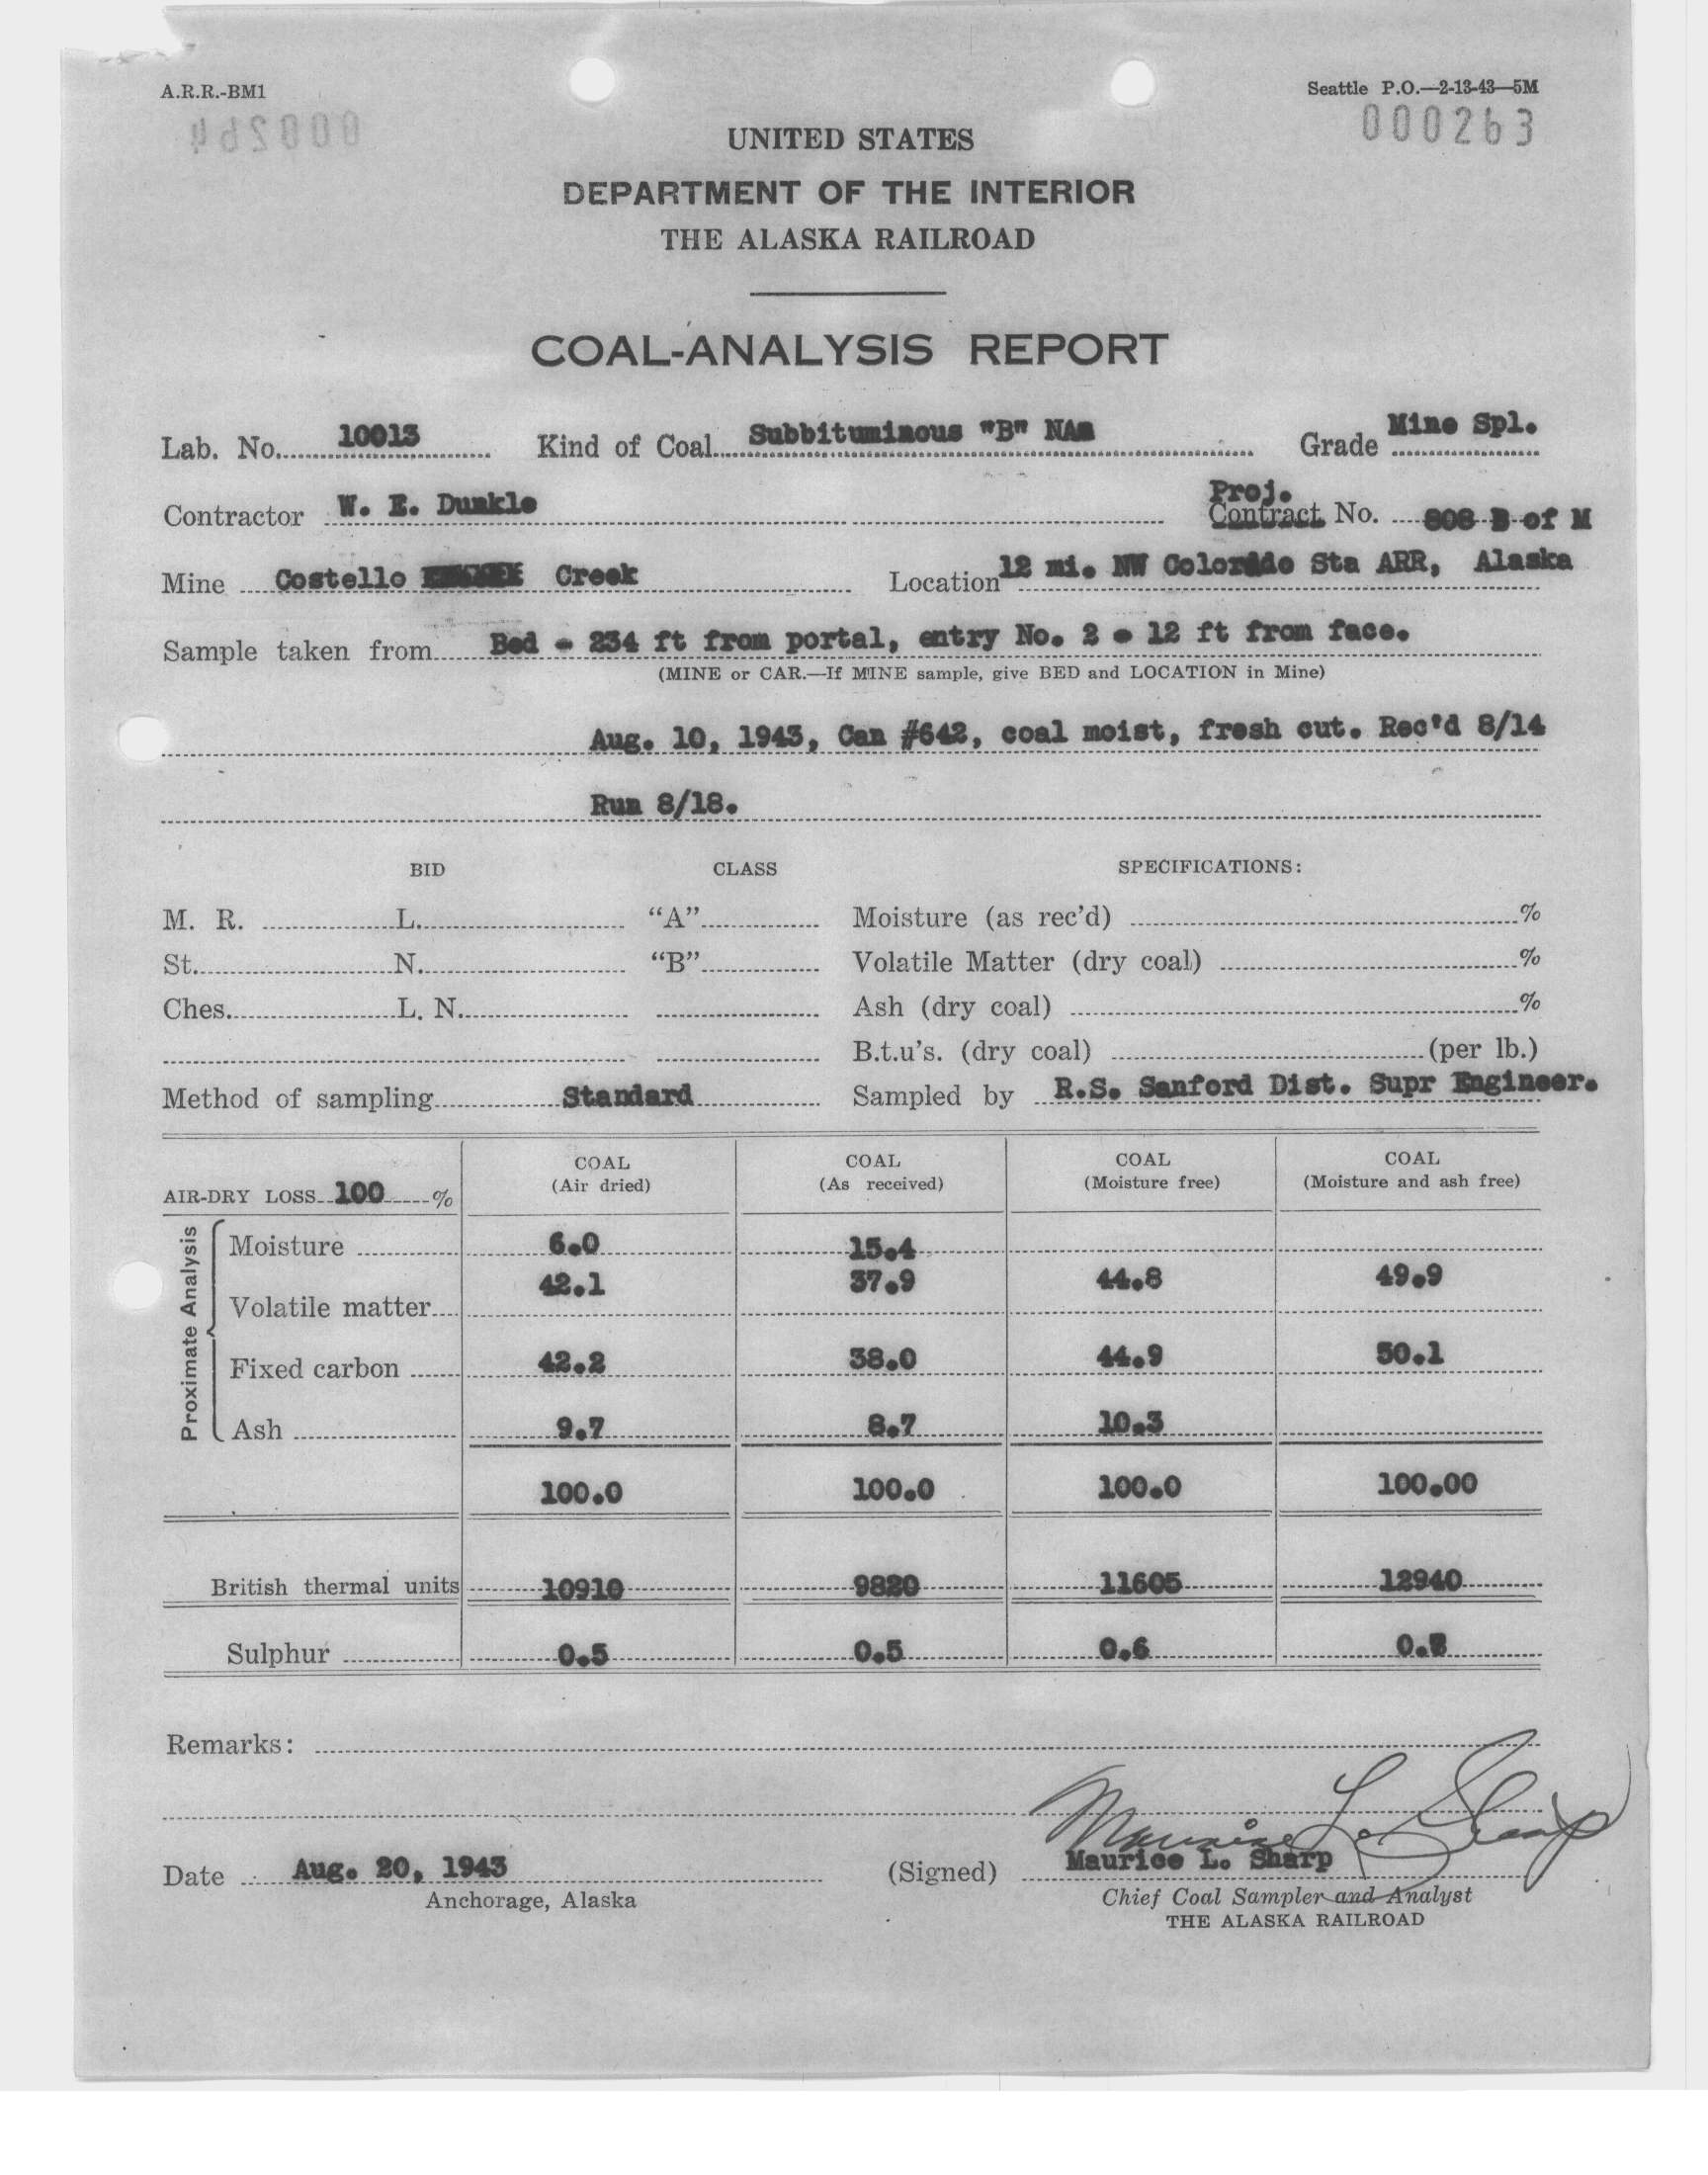 A.R.R.-BM1
Seattle P.O.—2-13-43—5M
000263
UNITED STATES
DEPARTMENT OF THE INTERIOR
THE ALASKA RAILROAD
COAL-ANALYSIS REPORT
Lab. No. 10013 Kind of Coal Subbituminous "B" NAm Grade Mine Spl.
Proj.
Contractor W. E. Dunkle Contract No. 808 B of M
Mine Costello Creek Location 12 mi. NW Colorado Sta ARR, Alaska
Sample taken from Bed - 234 ft from portal, entry No. 2 - 12 ft from face.
(MINE or CAR.—If MINE sample, give BED and LOCATION in Mine)
Aug. 10, 1943, Can #642, coal moist, fresh cut. Rec'd 8/14
Run 8/18.
BID CLASS SPECIFICATIONS:
M. R. L. "A" Moisture (as rec'd) %
St. N. "B" Volatile Matter (dry coal) %
Ches. L. N. Ash (dry coal) %
B.t.u's. (dry coal) (per lb.)
Method of sampling Standard Sampled by R.S. Sanford Dist. Supr Engineer.
COAL COAL COAL COAL
AIR-DRY LOSS 100 % (Air dried) (As received) (Moisture free) (Moisture and ash free)
Proximate Analysis
Moisture 6.0 15.4
Volatile matter 42.1 37.9 44.8 49.9
Fixed carbon 42.2 38.0 44.9 50.1
Ash 9.7 8.7 10.3
100.0 100.0 100.0 100.00
British thermal units 10910 9820 11605 12940
Sulphur 0.5 0.5 0.6
Remarks:
Maurice L. Sharp
Date Aug. 20, 1943 (Signed) Maurice L. Sharp
Anchorage, Alaska Chief Coal Sampler and Analyst
THE ALASKA RAILROAD